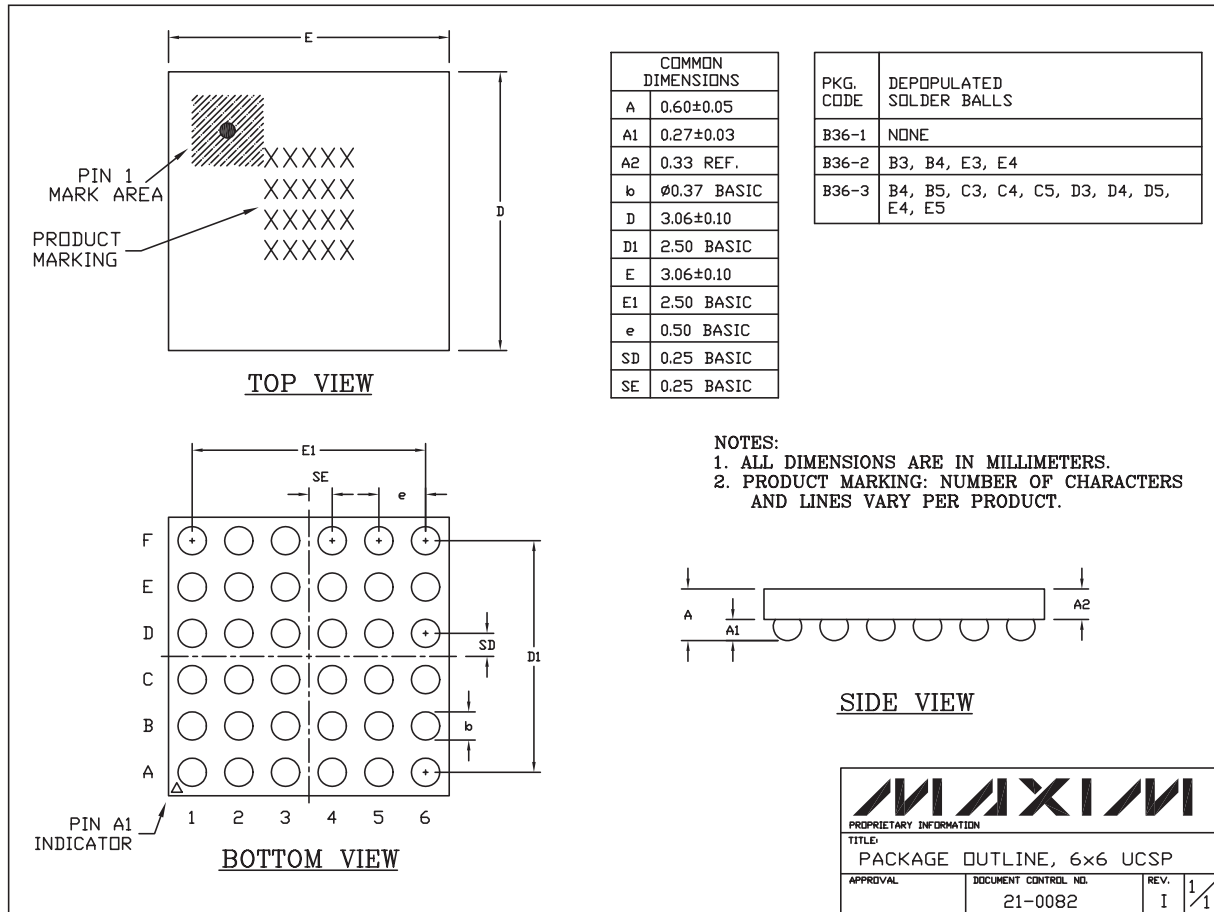 E
PIN 1
MARK AREA
XXXXX
XXXXX
XXXXX
XXXXX
PRODUCT
MARKING
D
TOP VIEW
COMMON
DIMENSIONS
A 0.60±0.05
A1 0.27±0.03
A2 0.33 REF.
b ø0.37 BASIC
D 3.06±0.10
D1 2.50 BASIC
E 3.06±0.10
E1 2.50 BASIC
e 0.50 BASIC
SD 0.25 BASIC
SE 0.25 BASIC
PKG. DEPOPULATED
CODE SOLDER BALLS
B36-1 NONE
B36-2 B3, B4, E3, E4
B36-3 B4, B5, C3, C4, C5, D3, D4, D5,
E4, E5
NOTES:
1. ALL DIMENSIONS ARE IN MILLIMETERS.
2. PRODUCT MARKING: NUMBER OF CHARACTERS
AND LINES VARY PER PRODUCT.
E1
SE
e
F
E
D
C
B
A
SD
D1
b
1 2 3 4 5 6
PIN A1
INDICATOR
BOTTOM VIEW
A
A1
A2
SIDE VIEW
MAXIM
PROPRIETARY INFORMATION
TITLE:
PACKAGE OUTLINE, 6x6 UCSP
APPROVAL DOCUMENT CONTROL NO. REV.
21-0082 I 1/1